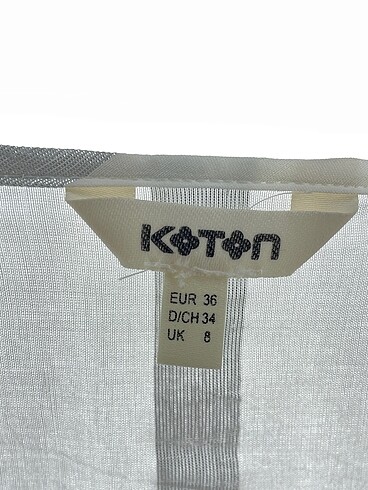 KOTON
EUR 36
D/CH 34
UK 8